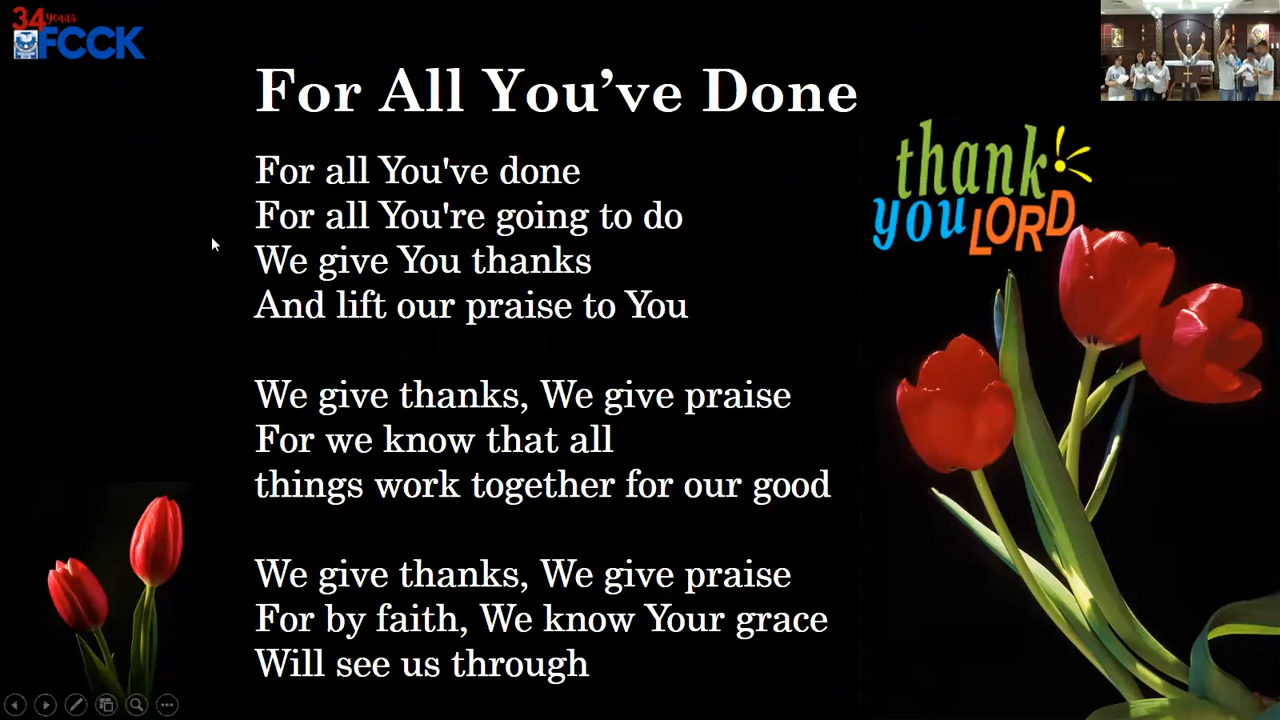 34 Years
FCCK
For All You’ve Done
thank
you LORD
For all You've done
For all You're going to do
We give You thanks
And lift our praise to You
We give thanks, We give praise
For we know that all
things work together for our good
We give thanks, We give praise
For by faith, We know Your grace
Will see us through